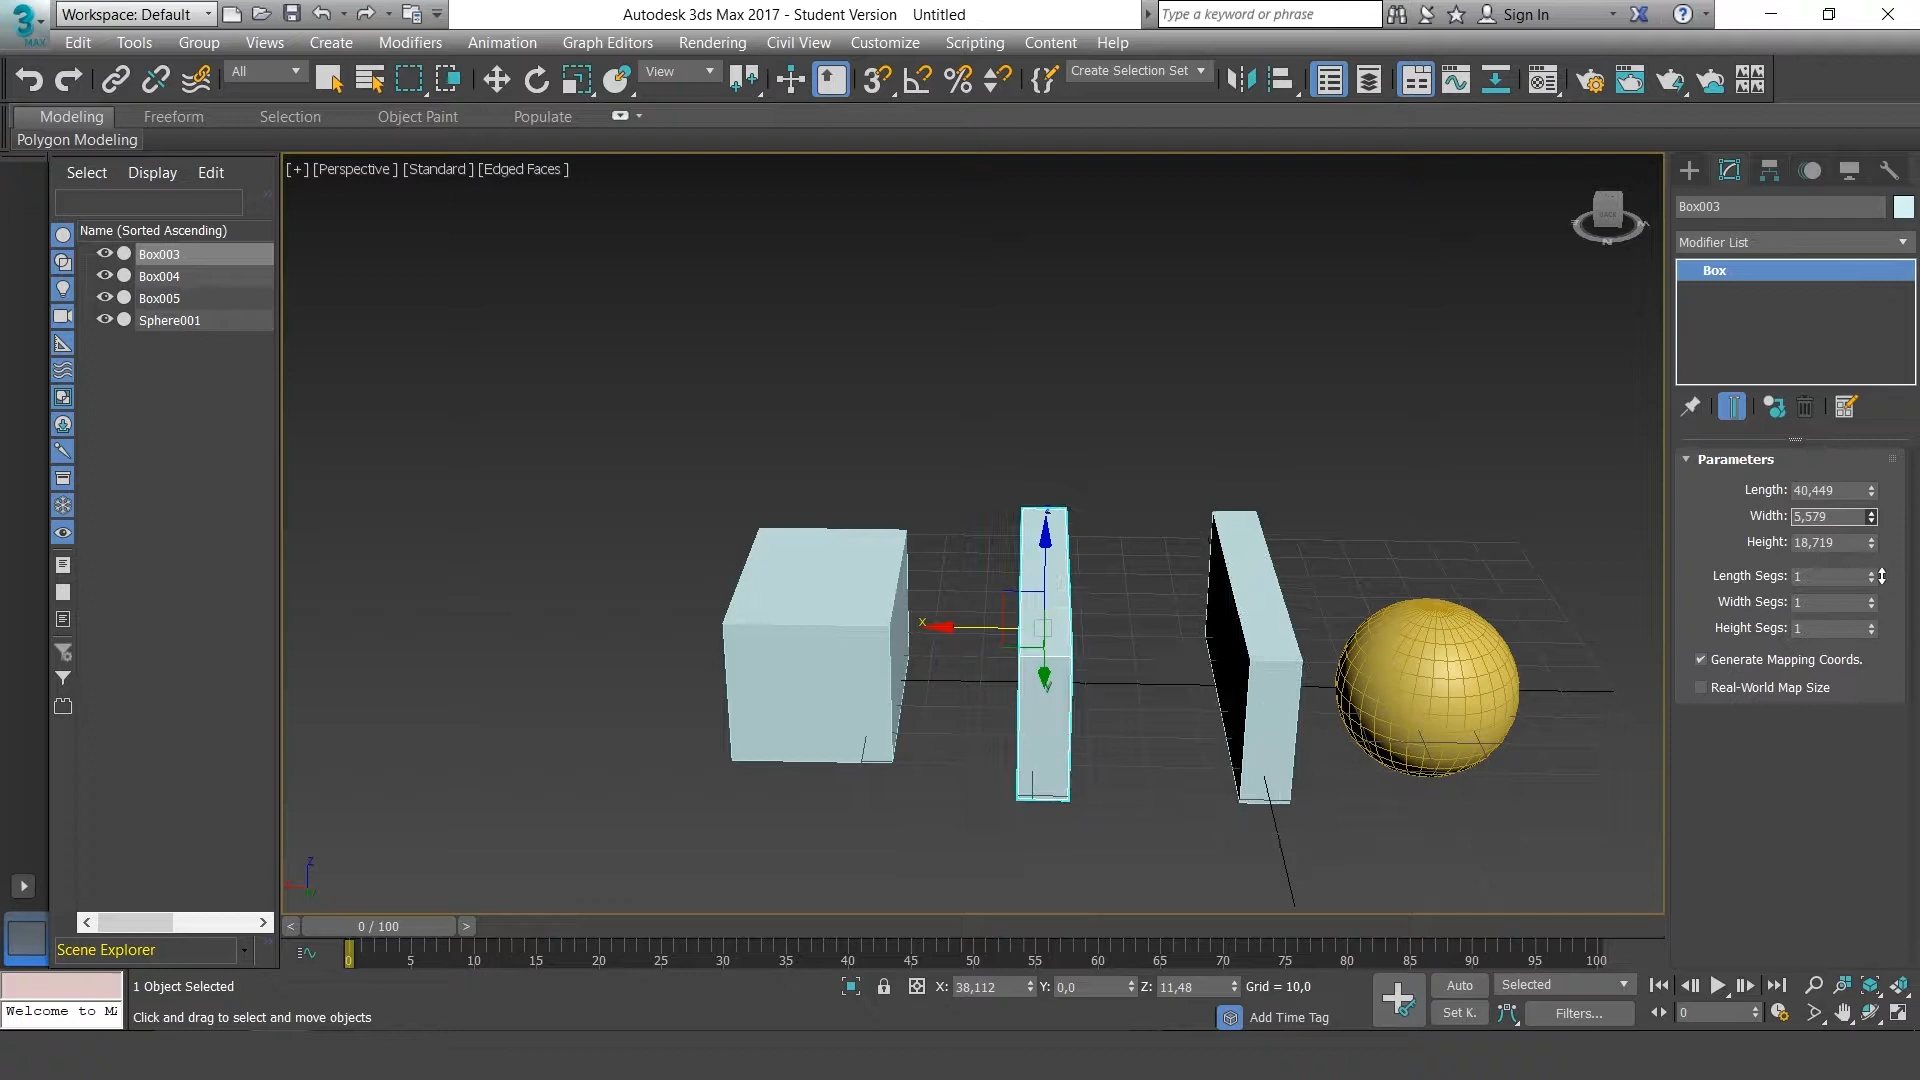 Workspace: Default
Autodesk 3ds Max 2017 - Student Version    Untitled
Type a keyword or phrase
Sign In
3
MAX
Edit Tools Group Views Create Modifiers Animation Graph Editors Rendering Civil View Customize Scripting Content Help
All
View
Create Selection Set
Modeling Freeform Selection Object Paint Populate
Polygon Modeling
Select Display Edit
Name (Sorted Ascending)
Box003
Box004
Box005
Sphere001
[+] [Perspective ] [Standard ] [Edged Faces ]
BACK
N
x
z
z
Box003
Modifier List
Box
Parameters
Length: 40,449
Width: 5,579
Height: 18,719
Length Segs: 1
Width Segs: 1
Height Segs: 1
Generate Mapping Coords.
Real-World Map Size
< 0 / 100 >
Scene Explorer
0 5 10 15 20 25 30 35 40 45 50 55 60 65 70 75 80 85 90 95 100
1 Object Selected
X: 38,112 Y: 0,0 Z: 11,48 Grid = 10,0
Auto Selected
Set K. Filters... 0
Welcome to MA
Click and drag to select and move objects
Add Time Tag